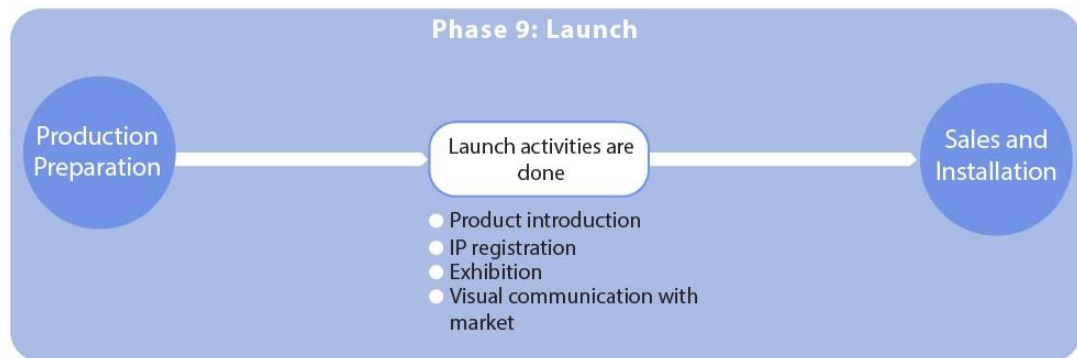 Phase 9: Launch
Production
Preparation
Launch activities are
done
Sales and
Installation
Product introduction
IP registration
Exhibition
Visual communication with
market